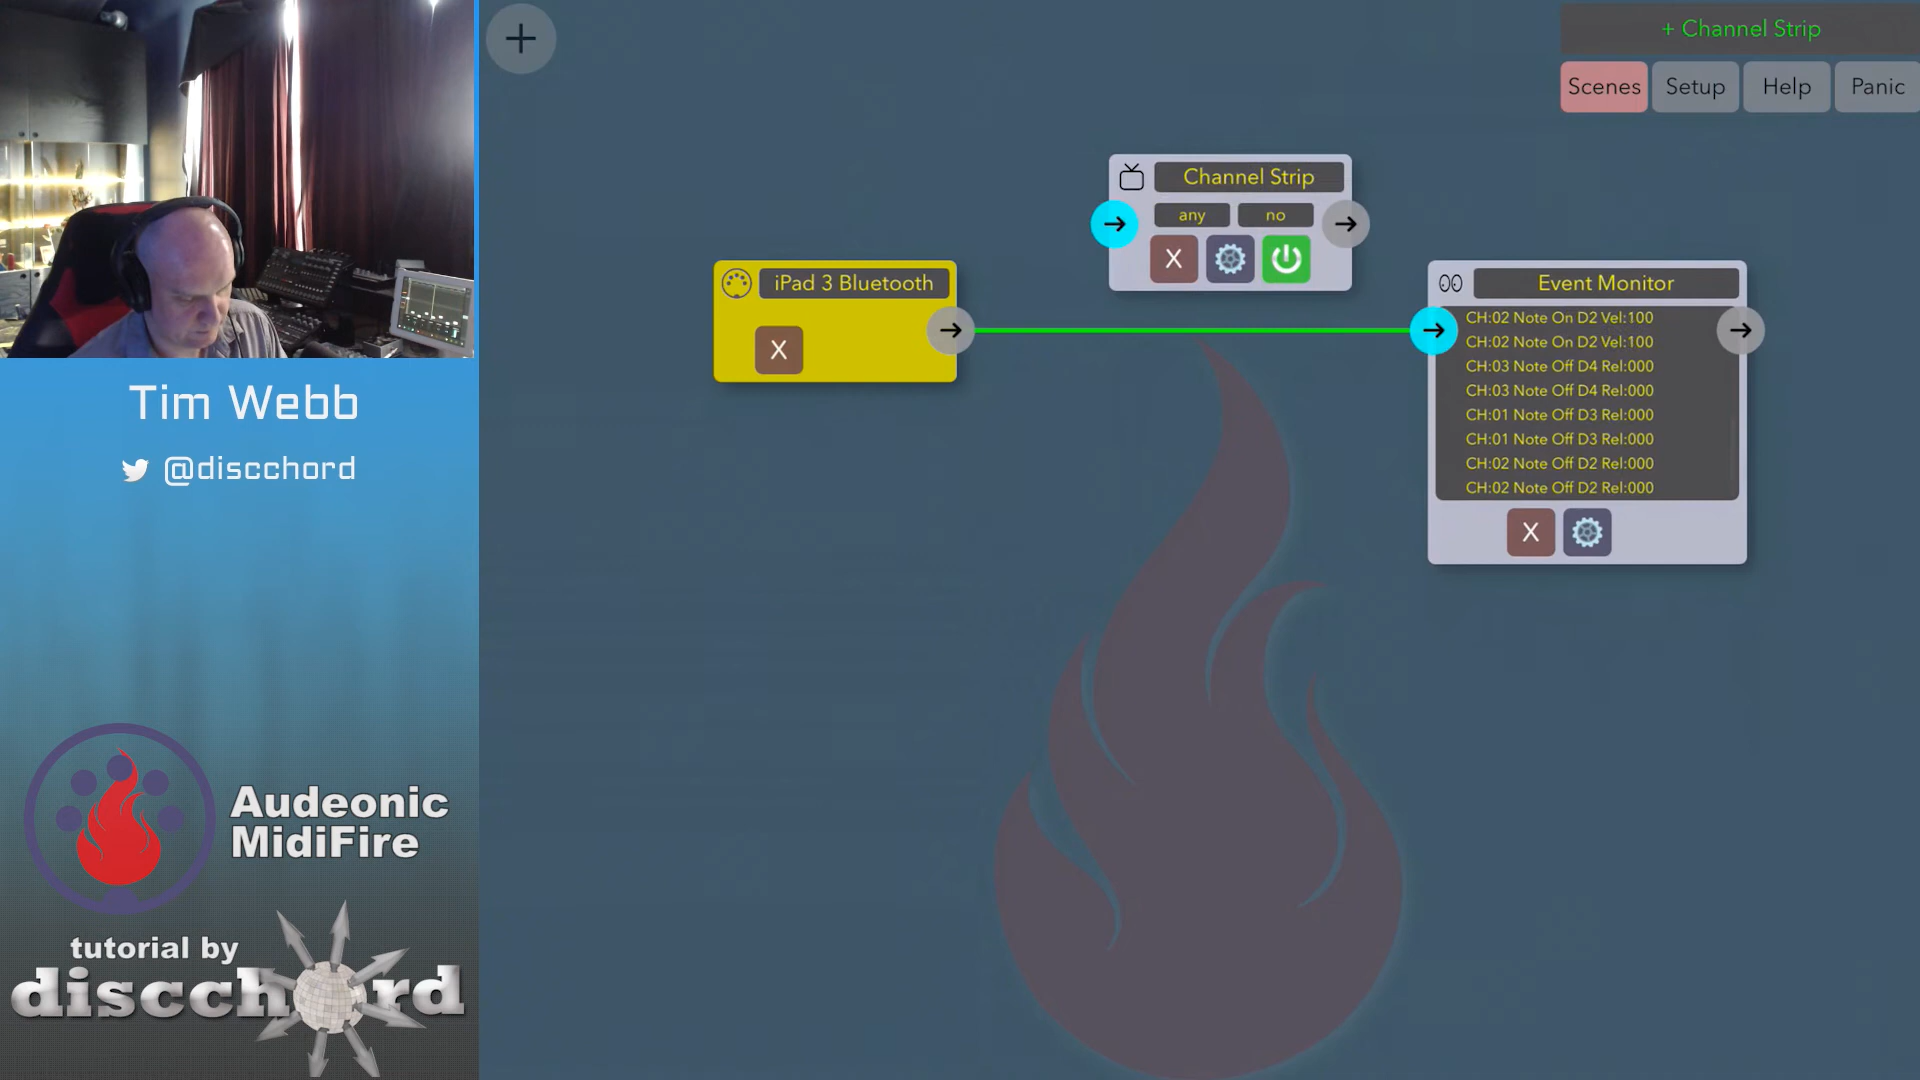 Tim Webb
@discchord
Audeonic
MidiFire
tutorial by
discchord
+ Channel Strip
Scenes
Setup
Help
Panic
Channel Strip
any
no
X
iPad 3 Bluetooth
X
Event Monitor
CH:02 Note On D2 Vel:100
CH:02 Note On D2 Vel:100
CH:03 Note Off D4 Rel:000
CH:03 Note Off D4 Rel:000
CH:01 Note Off D3 Rel:000
CH:01 Note Off D3 Rel:000
CH:02 Note Off D2 Rel:000
CH:02 Note Off D2 Rel:000
X